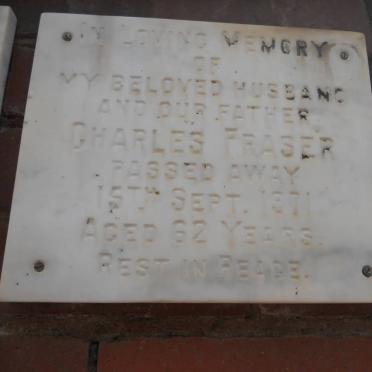 IN LOVING MEMORY
OF
MY BELOVED HUSBAND
AND OUR FATHER
CHARLES FRASER
PASSED AWAY
15TH SEPT. 1971
AGED 62 YEARS.
REST IN PEACE.